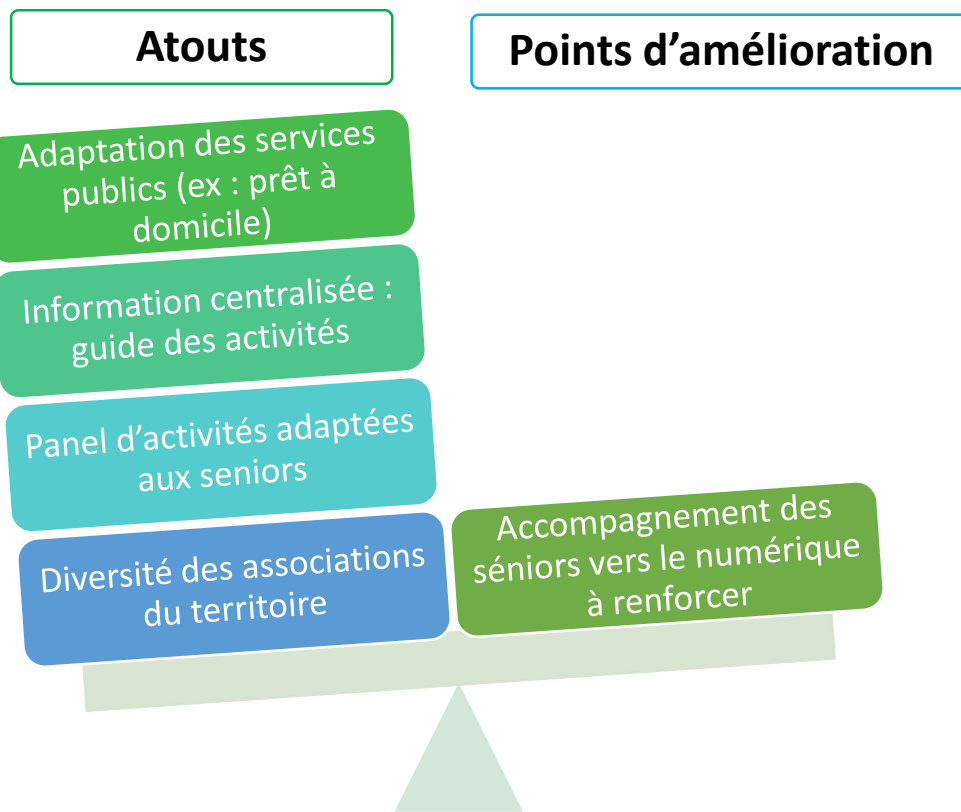 Atouts
Points d’amélioration
Adaptation des services
publics (ex : prêt à
domicile)
Information centralisée :
guide des activités
Panel d’activités adaptées
aux seniors
Diversité des associations
du territoire
Accompagnement des
séniors vers le numérique
à renforcer